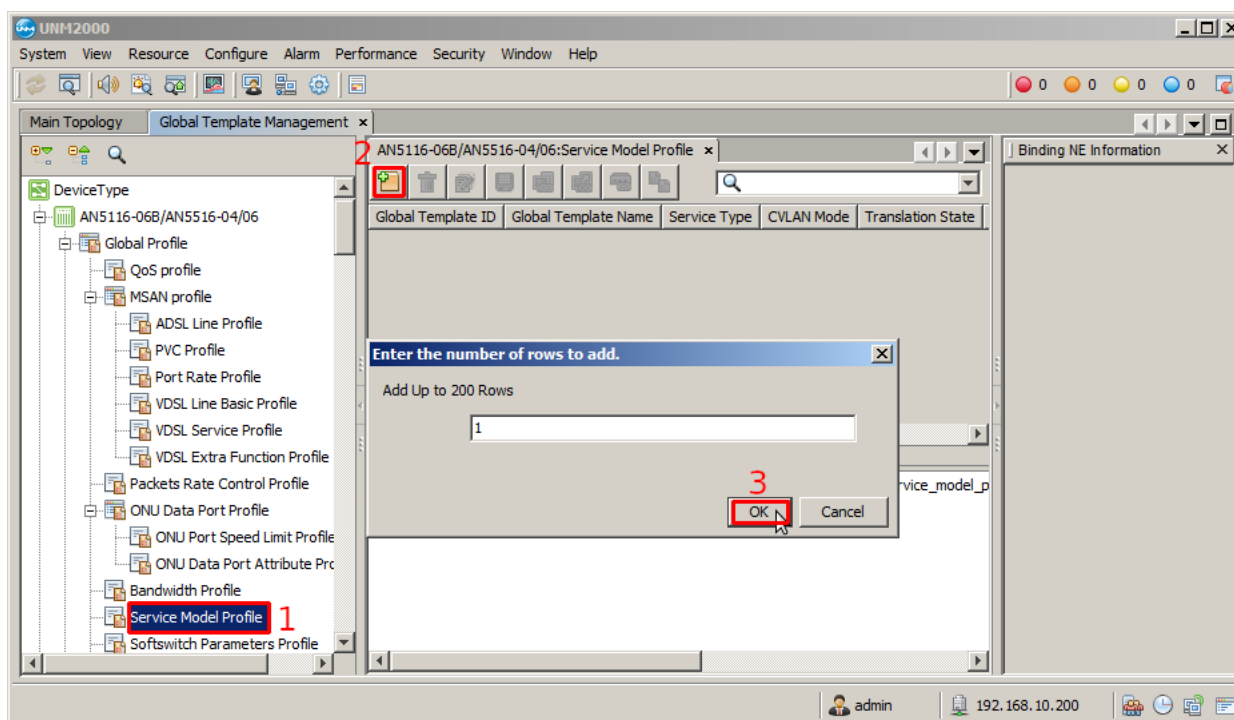 UNM2000
System View Resource Configure Alarm Performance Security Window Help
0 0 0 0
Main Topology Global Template Management
2
AN5116-06B/AN5516-04/06:Service Model Profile
Binding NE Information
DeviceType
AN5116-06B/AN5516-04/06
Global Template ID Global Template Name Service Type CVLAN Mode Translation State
Global Profile
QoS profile
MSAN profile
ADSL Line Profile
PVC Profile
Port Rate Profile
VDSL Line Basic Profile
VDSL Service Profile
VDSL Extra Function Profile
Packets Rate Control Profile
ONU Data Port Profile
ONU Port Speed Limit Profile
ONU Data Port Attribute Pro
Bandwidth Profile
Service Model Profile 1
Softswitch Parameters Profile
Enter the number of rows to add.
Add Up to 200 Rows
1
3
OK Cancel
rvice_model_p
admin 192.168.10.200